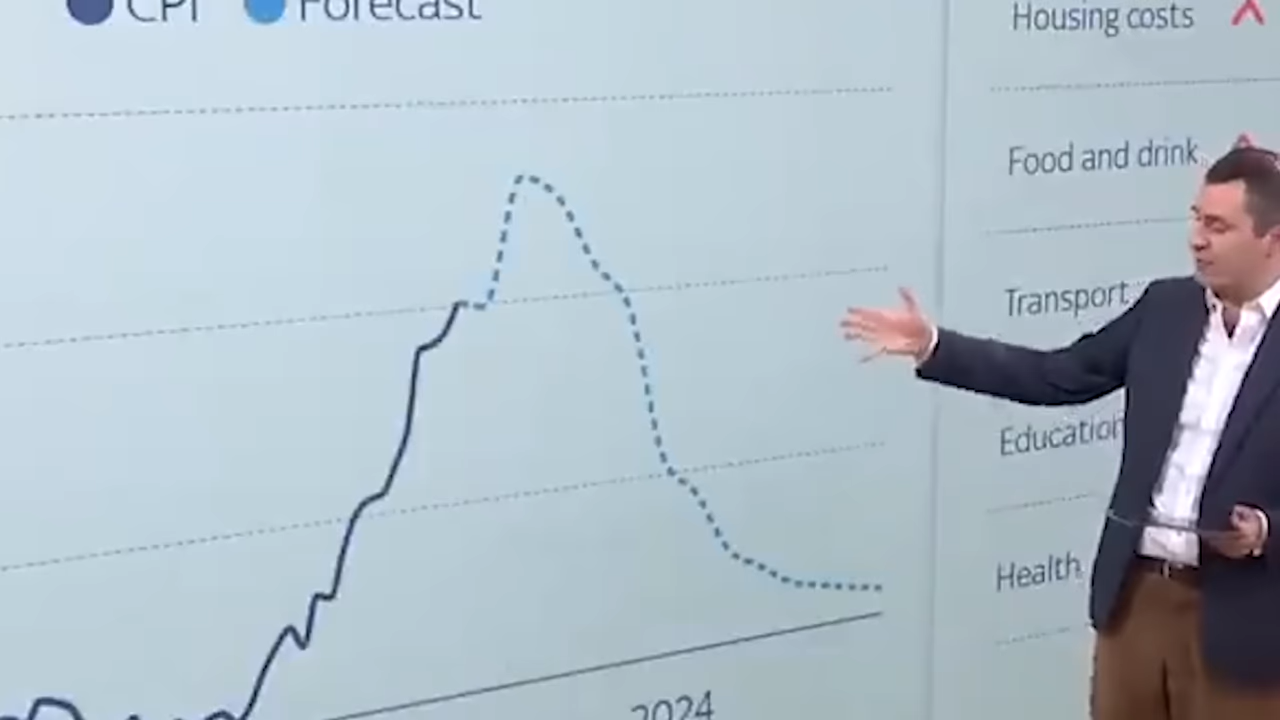 CPI
Forecast
2024
Housing costs
Food and drink
Transport
Education
Health